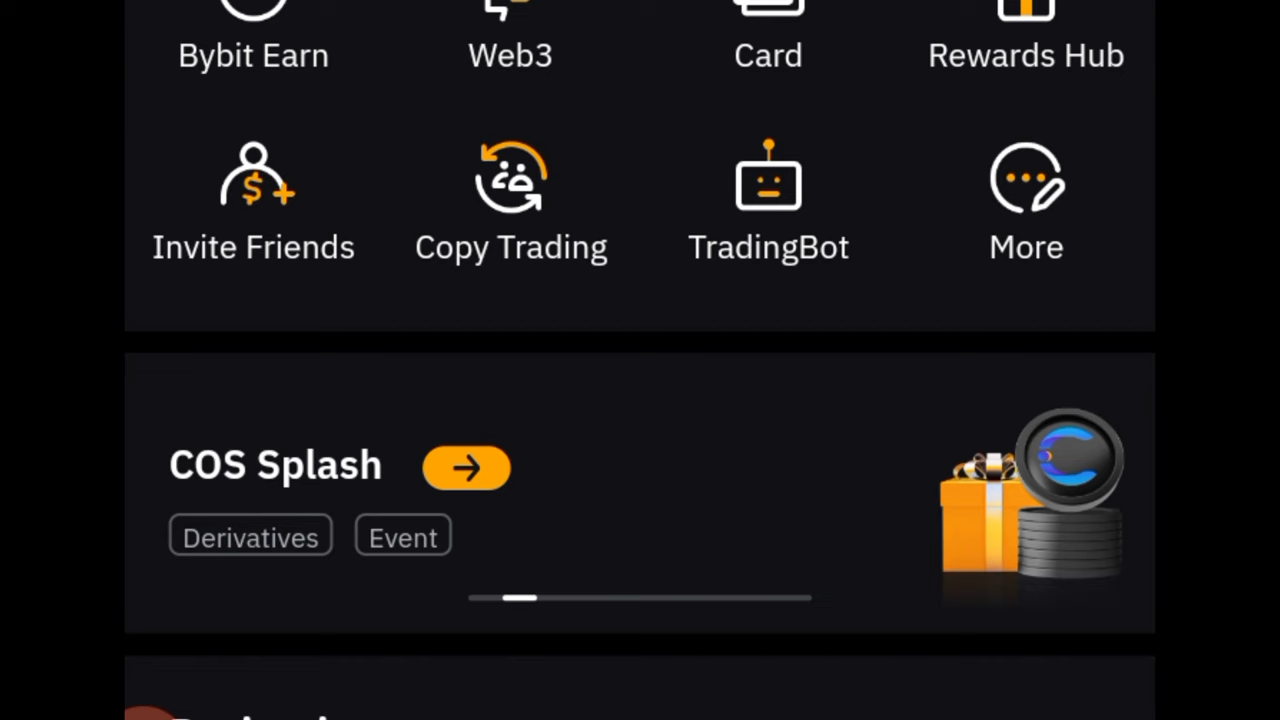 Bybit Earn Web3 Card Rewards Hub
Invite Friends Copy Trading TradingBot More
COS Splash
Derivatives Event